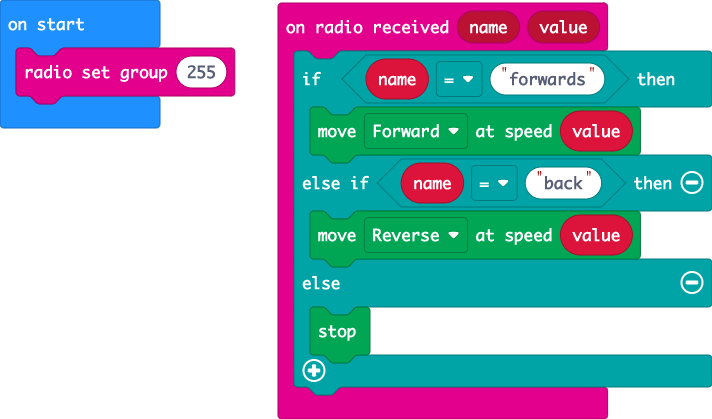 on start
radio set group 255
on radio received name value
if name = "forwards" then
move Forward at speed value
else if name = "back" then
move Reverse at speed value
else
stop